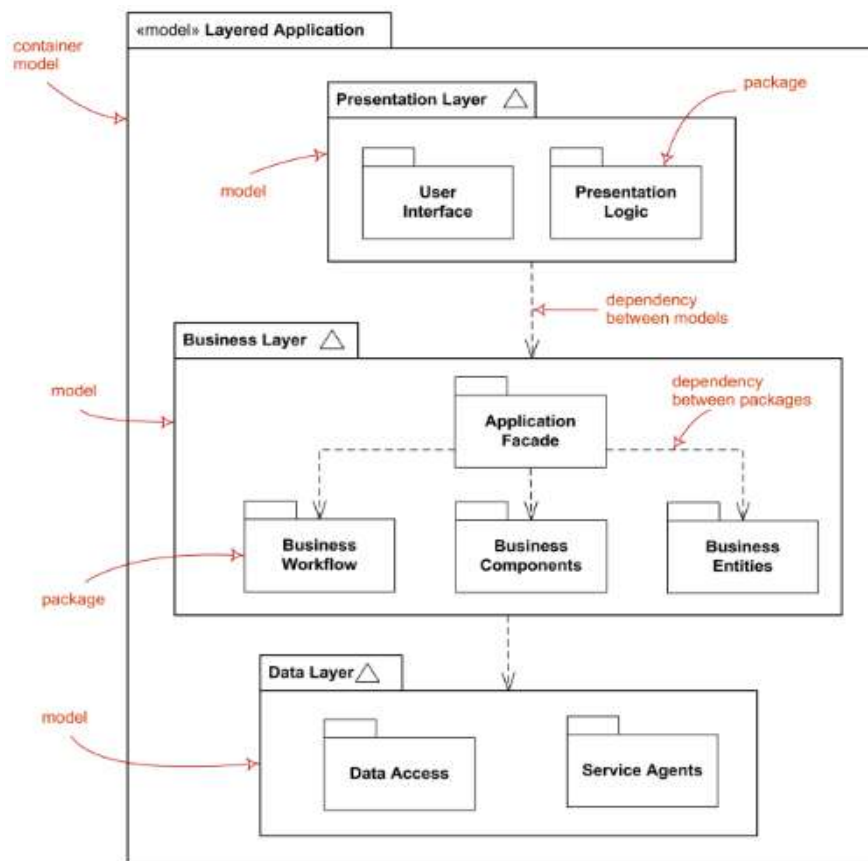 «model» Layered Application
container
model
Presentation Layer
package
model
User
Interface
Presentation
Logic
dependency
between models
Business Layer
model
dependency
between packages
Application
Facade
Business
Workflow
Business
Components
Business
Entities
package
Data Layer
model
Data Access
Service Agents